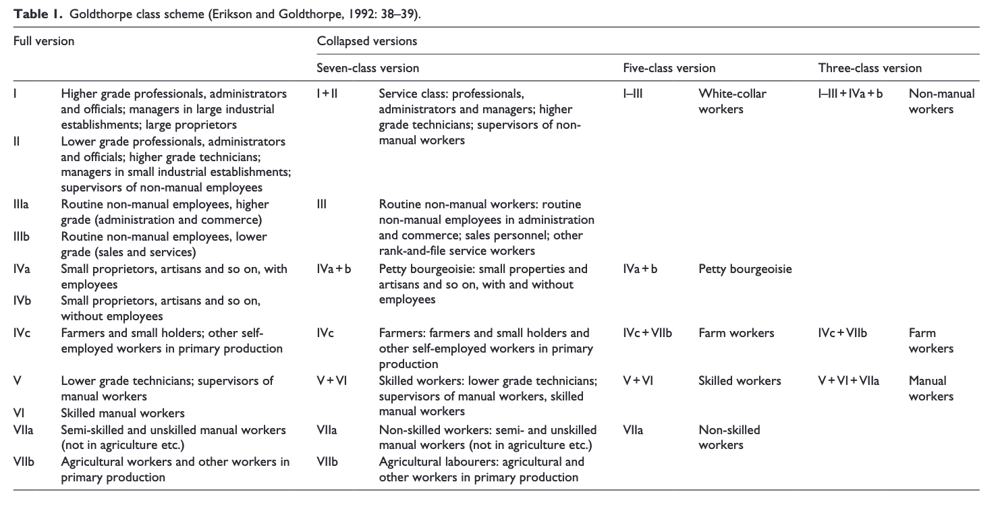 Table 1. Goldthorpe class scheme (Erikson and Goldthorpe, 1992: 38–39).
Full version
Collapsed versions
Seven-class version
Five-class version
Three-class version
I
Higher grade professionals, administrators
and officials; managers in large industrial
establishments; large proprietors
I + II
Service class: professionals,
administrators and managers; higher
grade technicians; supervisors of non-
manual workers
I–III
White-collar
workers
I–III + IVa + b
Non-manual
workers
II
Lower grade professionals, administrators
and officials; higher grade technicians;
managers in small industrial establishments;
supervisors of non-manual employees
IIIa
Routine non-manual employees, higher
grade (administration and commerce)
III
Routine non-manual workers: routine
non-manual employees in administration
and commerce; sales personnel; other
rank-and-file service workers
IIIb
Routine non-manual employees, lower
grade (sales and services)
IVa
Small proprietors, artisans and so on, with
employees
IVa + b
Petty bourgeoisie: small properties and
artisans and so on, with and without
employees
IVa + b
Petty bourgeoisie
IVb
Small proprietors, artisans and so on,
without employees
IVc
Farmers and small holders; other self-
employed workers in primary production
IVc
Farmers: farmers and small holders and
other self-employed workers in primary
production
IVc + VIIb
Farm workers
IVc + VIIb
Farm
workers
V
Lower grade technicians; supervisors of
manual workers
V + VI
Skilled workers: lower grade technicians;
supervisors of manual workers, skilled
manual workers
V + VI
Skilled workers
V + VI + VIIa
Manual
workers
VI
Skilled manual workers
VIIa
Semi-skilled and unskilled manual workers
(not in agriculture etc.)
VIIa
Non-skilled workers: semi- and unskilled
manual workers (not in agriculture etc.)
VIIa
Non-skilled
workers
VIIb
Agricultural workers and other workers in
primary production
VIIb
Agricultural labourers: agricultural and
other workers in primary production